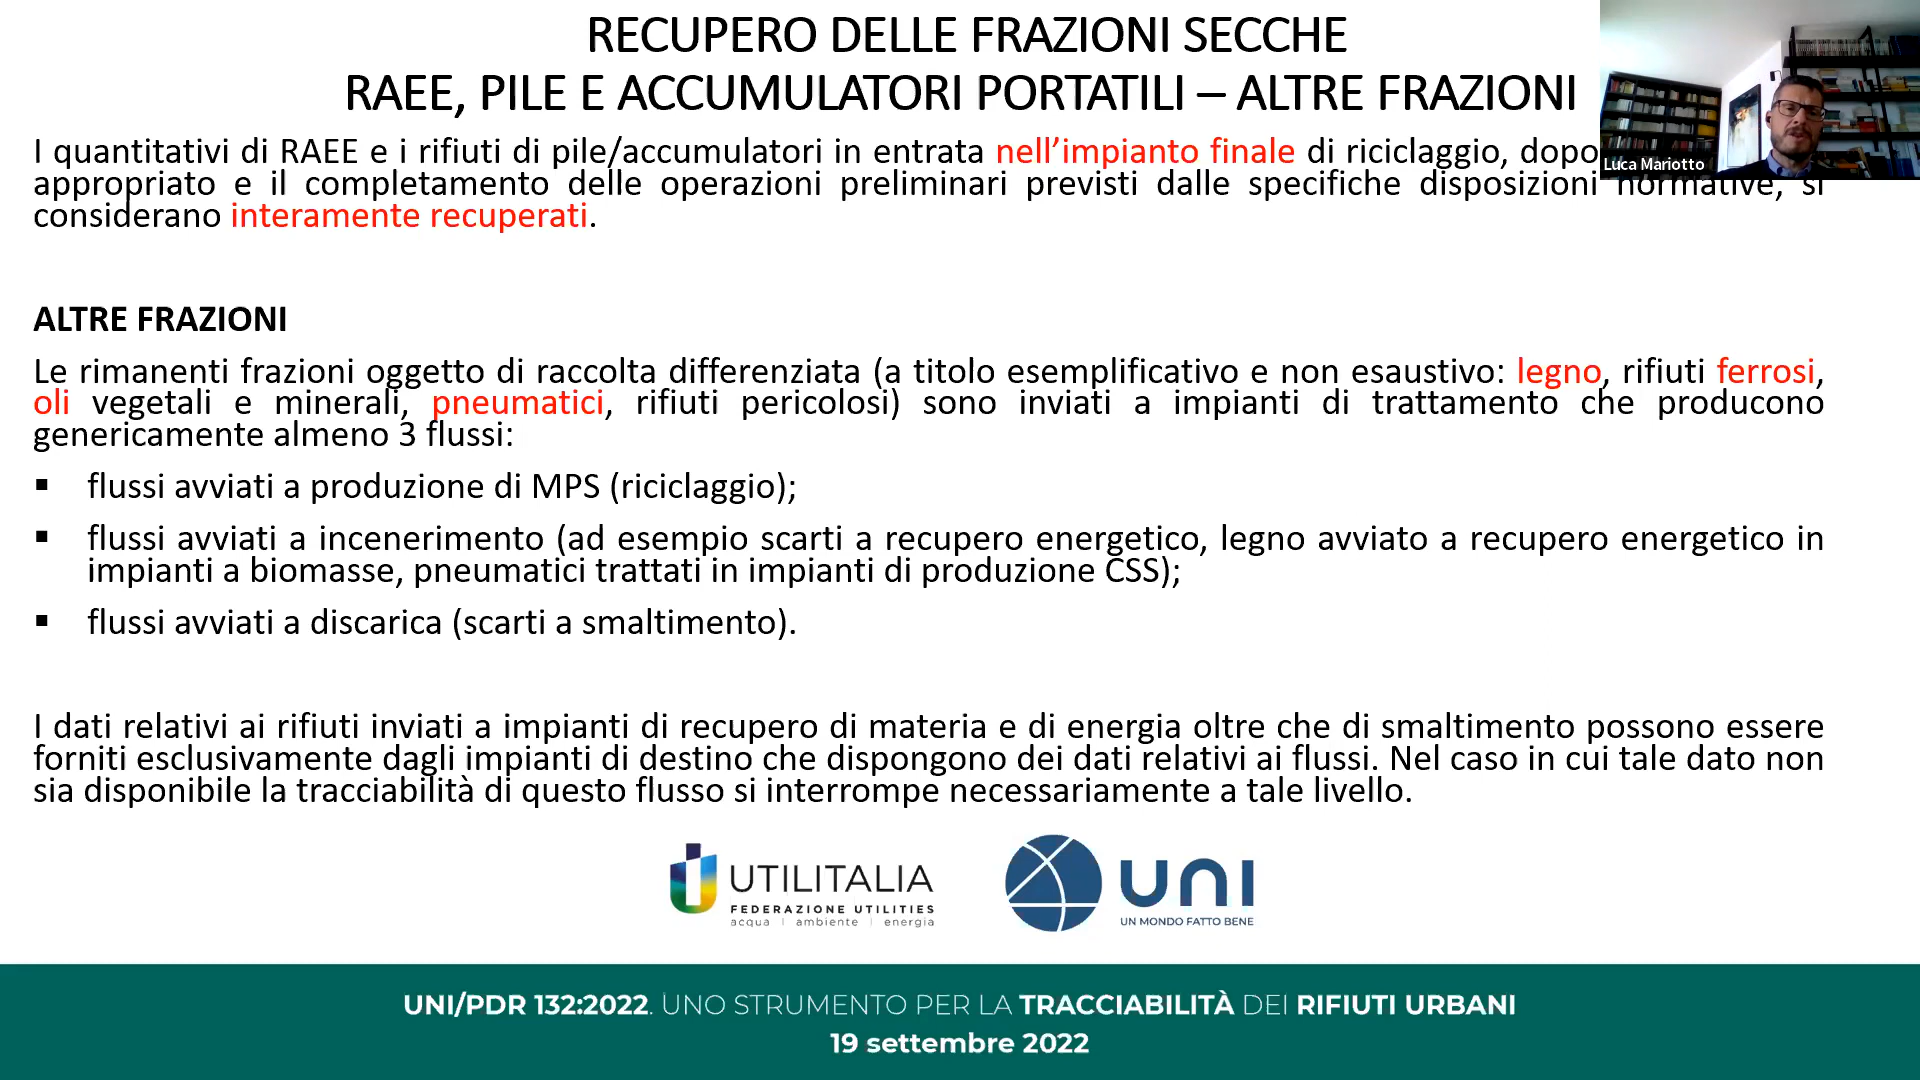 RECUPERO DELLE FRAZIONI SECCHE
RAEE, PILE E ACCUMULATORI PORTATILI – ALTRE FRAZIONI
Luca Mariotto
I quantitativi di RAEE e i rifiuti di pile/accumulatori in entrata nell’impianto finale di riciclaggio, dopo
appropriato e il completamento delle operazioni preliminari previsti dalle specifiche disposizioni normative, si
considerano interamente recuperati.
ALTRE FRAZIONI
Le rimanenti frazioni oggetto di raccolta differenziata (a titolo esemplificativo e non esaustivo: legno, rifiuti ferrosi,
oli vegetali e minerali, pneumatici, rifiuti pericolosi) sono inviati a impianti di trattamento che producono
genericamente almeno 3 flussi:
▪ flussi avviati a produzione di MPS (riciclaggio);
▪ flussi avviati a incenerimento (ad esempio scarti a recupero energetico, legno avviato a recupero energetico in
impianti a biomasse, pneumatici trattati in impianti di produzione CSS);
▪ flussi avviati a discarica (scarti a smaltimento).
I dati relativi ai rifiuti inviati a impianti di recupero di materia e di energia oltre che di smaltimento possono essere
forniti esclusivamente dagli impianti di destino che dispongono dei dati relativi ai flussi. Nel caso in cui tale dato non
sia disponibile la tracciabilità di questo flusso si interrompe necessariamente a tale livello.
UTILITALIA
FEDERAZIONE UTILITIES
acqua | ambiente | energia
UNI
UN MONDO FATTO BENE
UNI/PDR 132:2022. UNO STRUMENTO PER LA TRACCIABILITÀ DEI RIFIUTI URBANI
19 settembre 2022